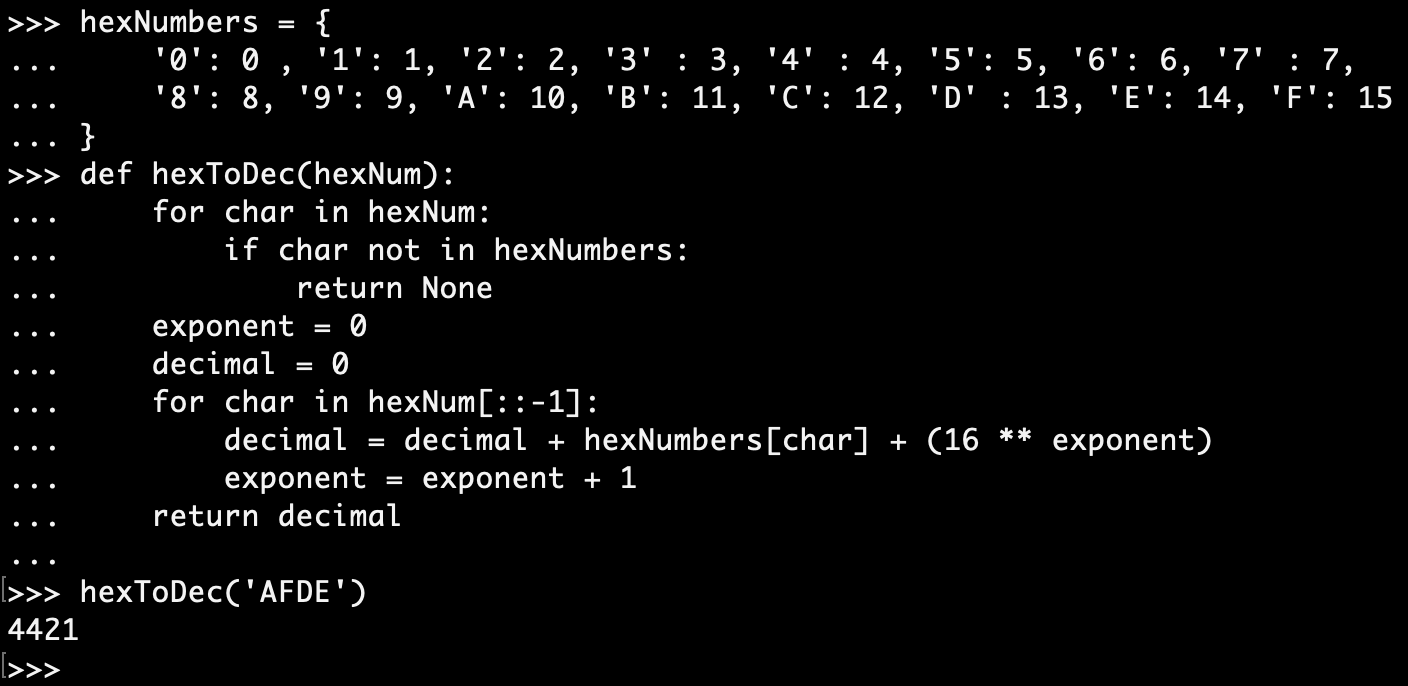 >>> hexNumbers = {
...     '0': 0 , '1': 1, '2': 2, '3' : 3, '4' : 4, '5': 5, '6': 6, '7' : 7,
...     '8': 8, '9': 9, 'A': 10, 'B': 11, 'C': 12, 'D' : 13, 'E': 14, 'F': 15
... }
>>> def hexToDec(hexNum):
...     for char in hexNum:
...         if char not in hexNumbers:
...             return None
...     exponent = 0
...     decimal = 0
...     for char in hexNum[::-1]:
...         decimal = decimal + hexNumbers[char] + (16 ** exponent)
...         exponent = exponent + 1
...     return decimal
...
>>> hexToDec('AFDE')
4421
>>>